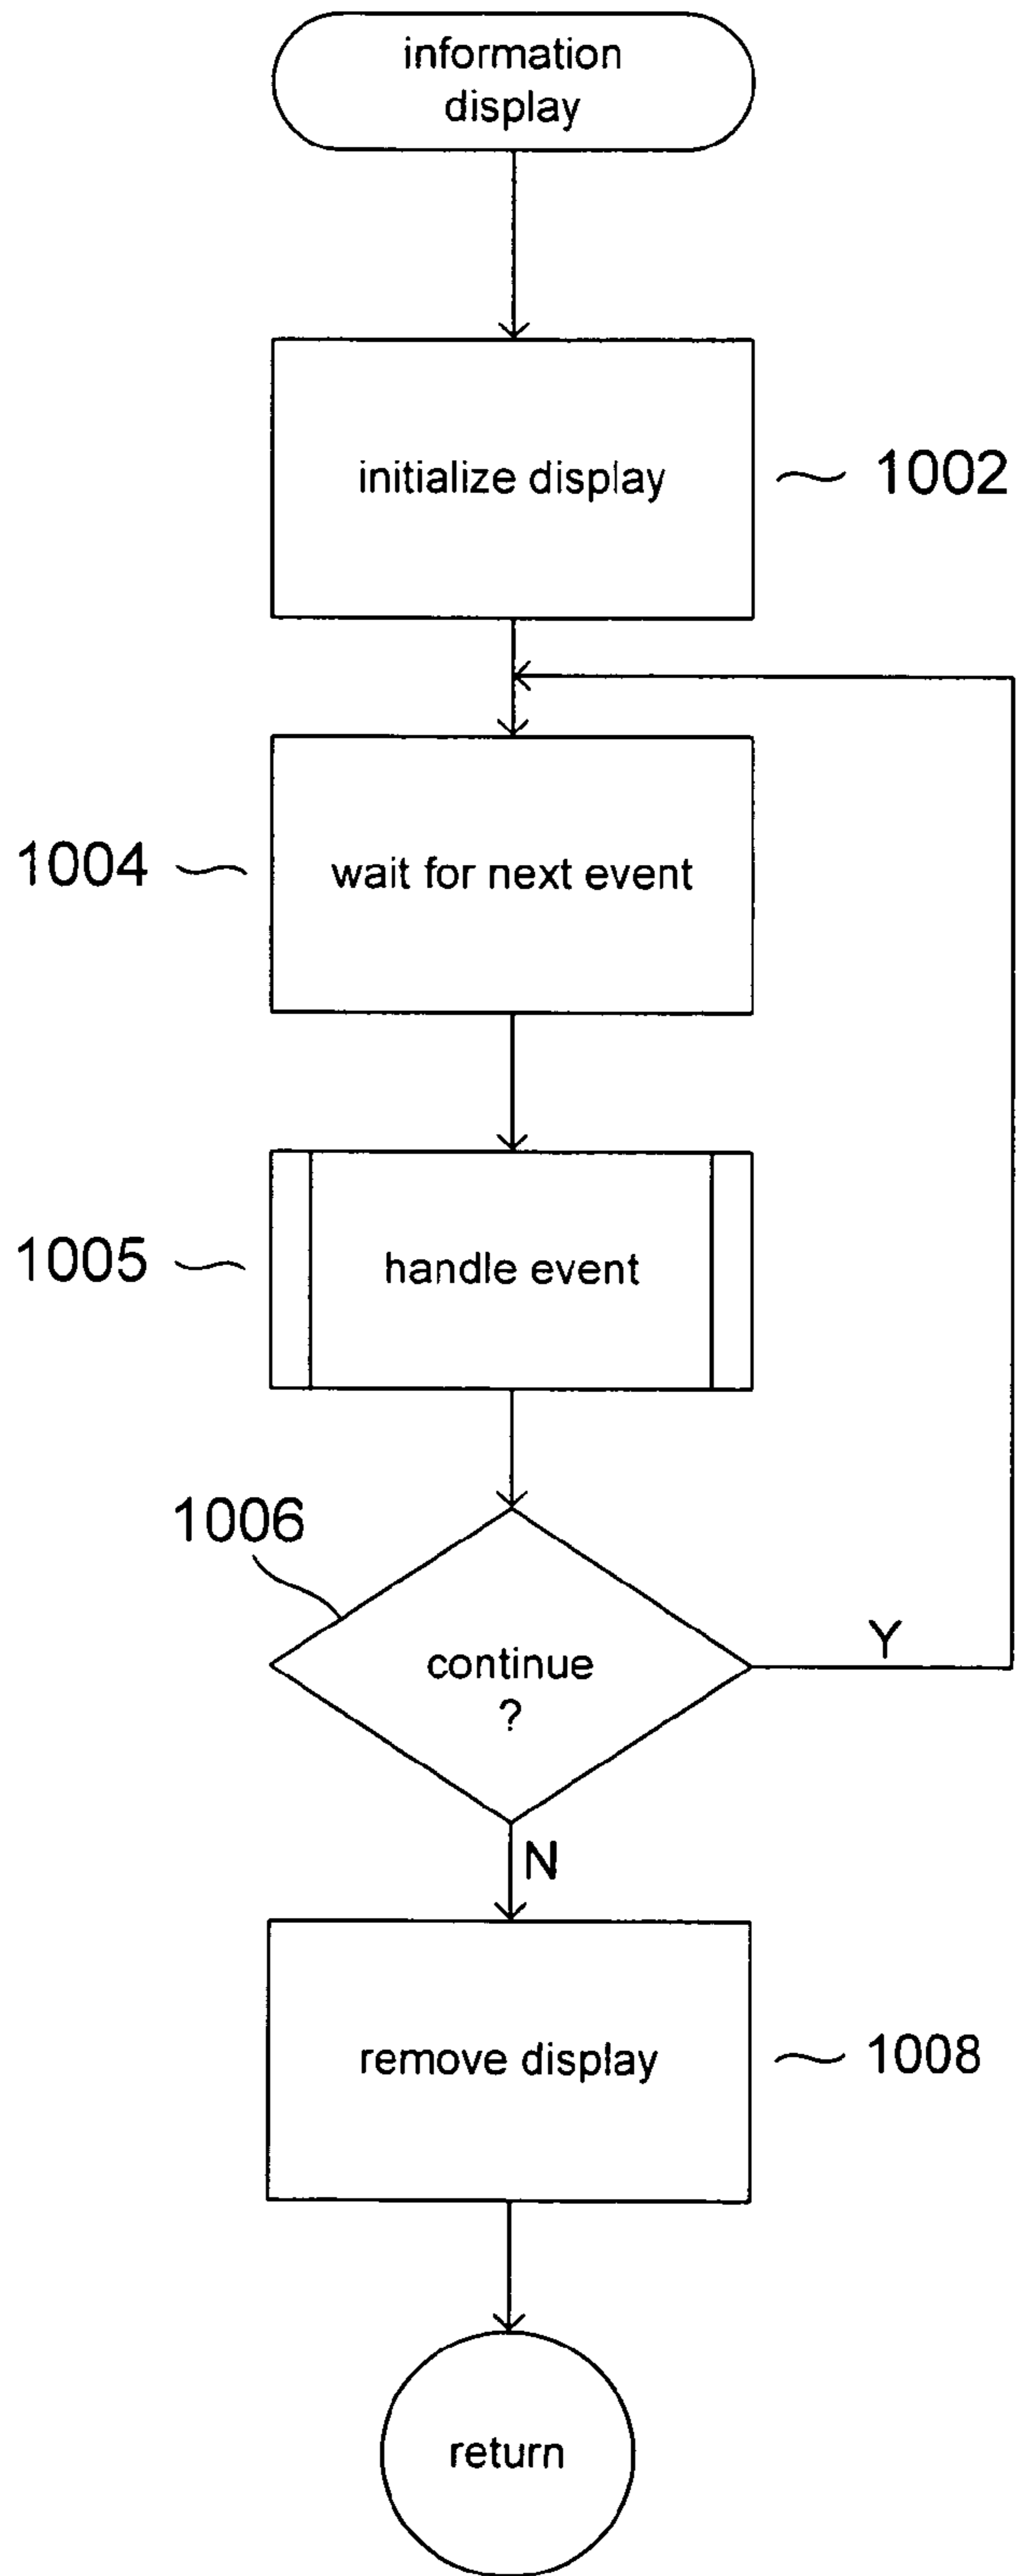 information
display
initialize display
1002
1004
wait for next event
1005
handle event
1006
continue
?
Y
N
remove display
1008
return